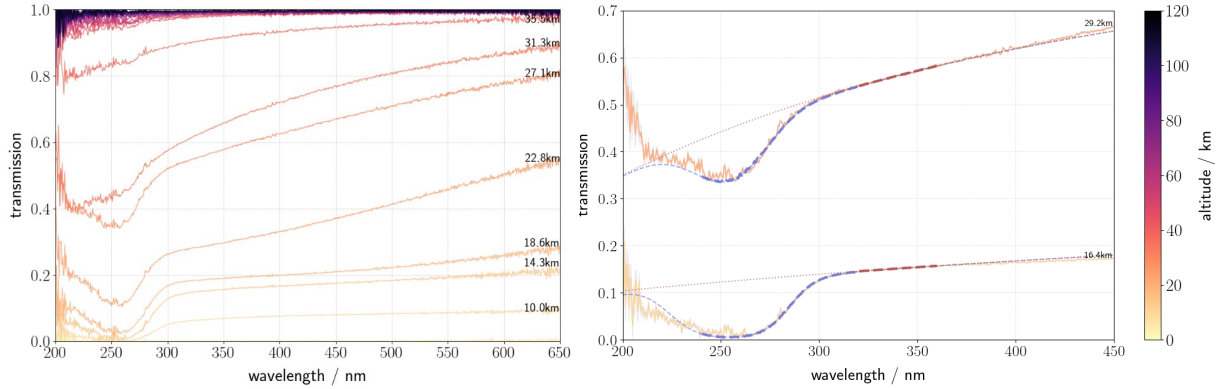 1.0
0.8
0.6
0.4
0.2
0.0
transmission
200 250 300 350 400 450 500 550 600 650
wavelength / nm
35.5km
31.3km
27.1km
22.8km
18.6km
14.3km
10.0km
0.7
0.6
0.5
0.4
0.3
0.2
0.1
0.0
transmission
200 250 300 350 400 450
wavelength / nm
29.2km
16.4km
120
100
80
60
40
20
0
altitude / km